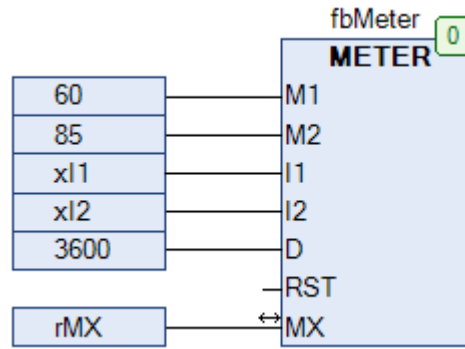 fbMeter
0
METER
60 M1
85 M2
xI1 I1
xI2 I2
3600 D
RST
rMX MX